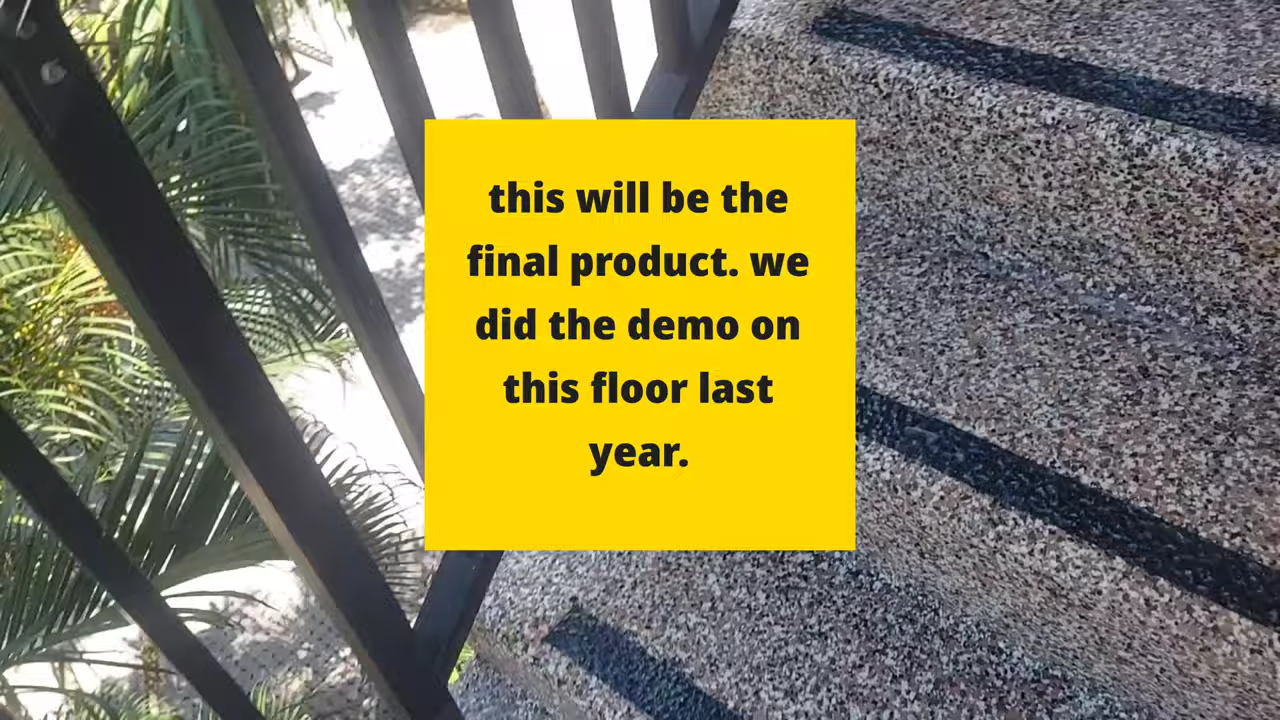 this will be the
final product. we
did the demo on
this floor last
year.